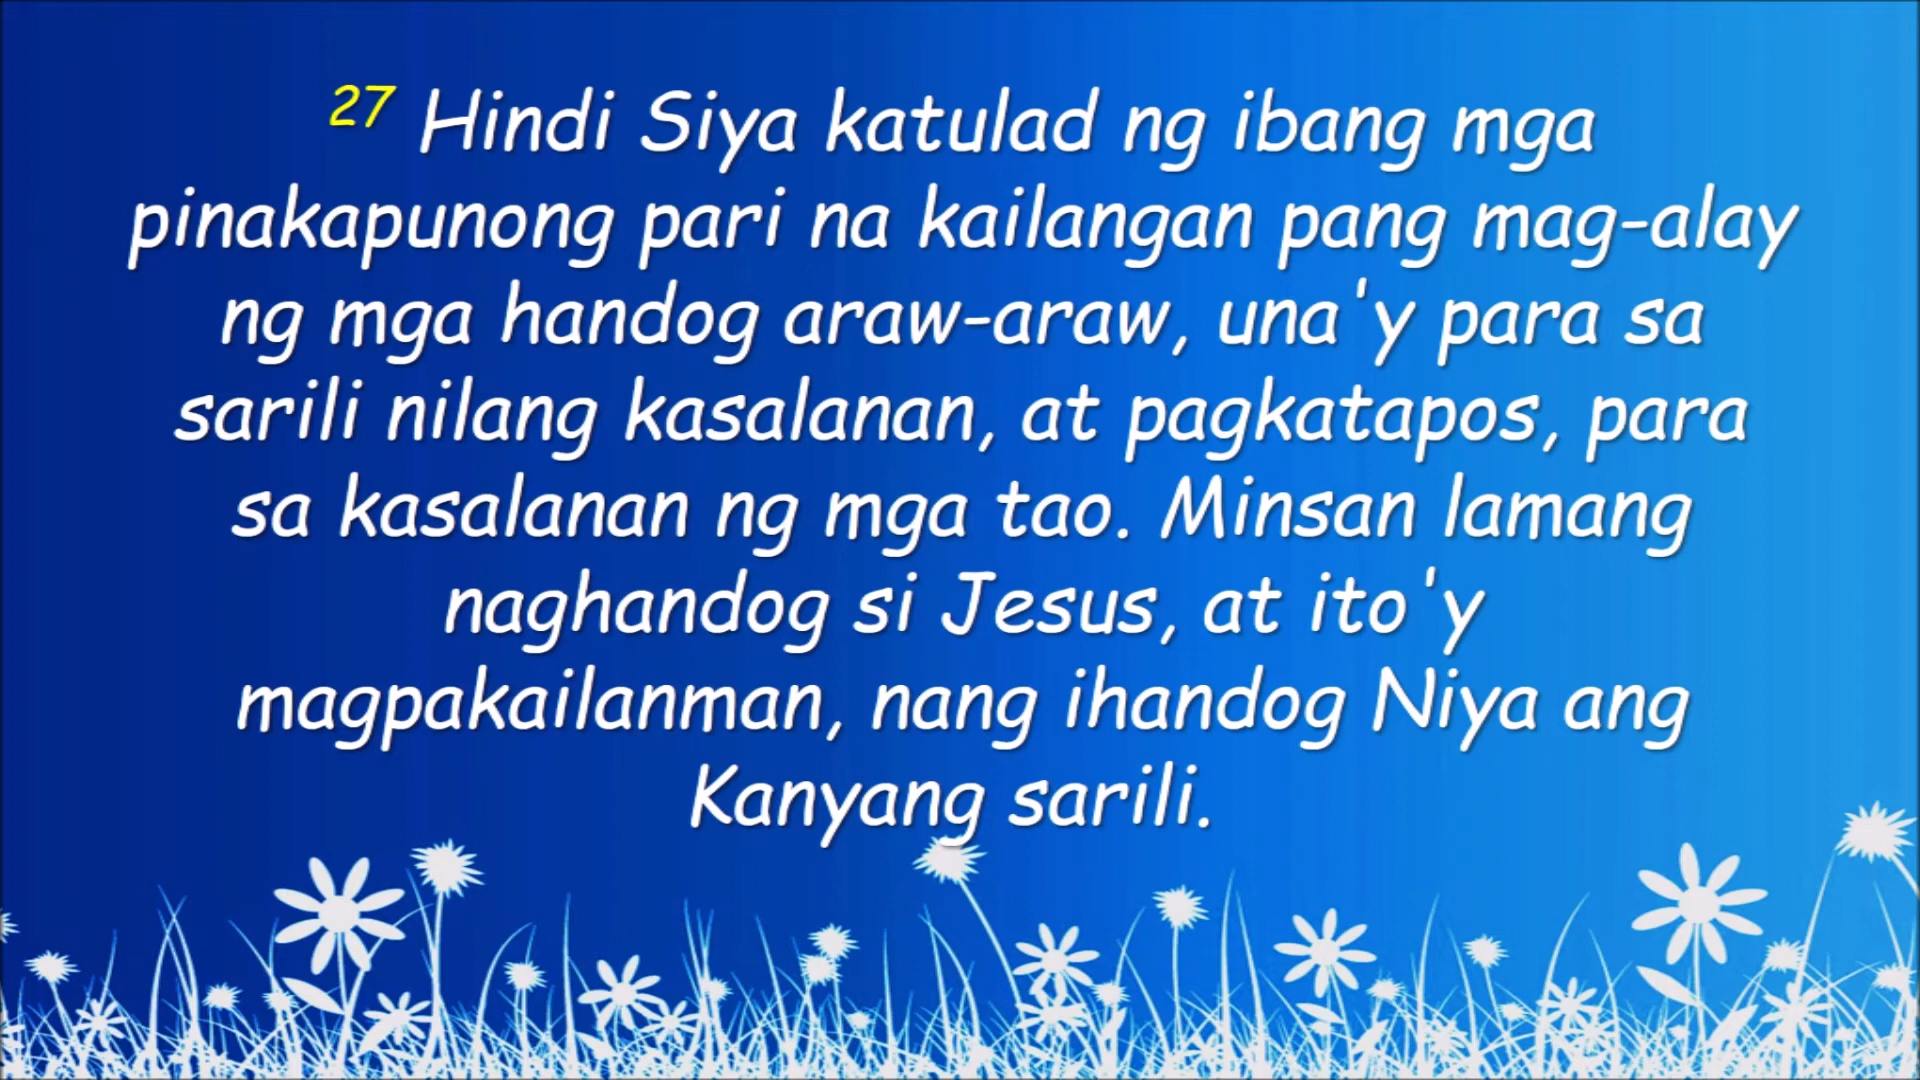 27 Hindi Siya katulad ng ibang mga
pinakapunong pari na kailangan pang mag-alay
ng mga handog araw-araw, una'y para sa
sarili nilang kasalanan, at pagkatapos, para
sa kasalanan ng mga tao. Minsan lamang
naghandog si Jesus, at ito'y
magpakailanman, nang ihandog Niya ang
Kanyang sarili.